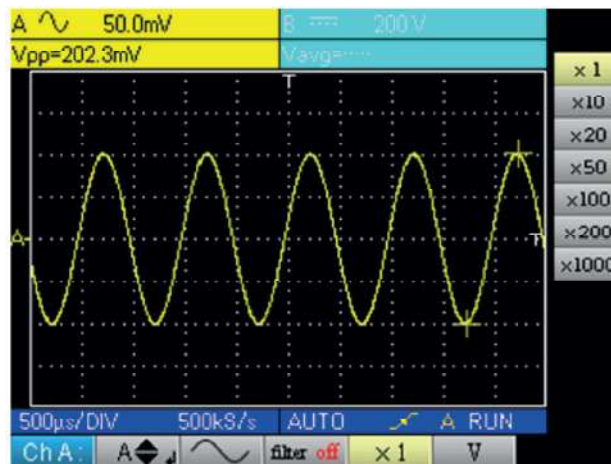 A 50.0mV B 200 V
Vpp=202.3mV Vavg=-----
T
× 1
×10
×20
×50
×100
×200
×1000
A
T
500µs/DIV 500kS/s AUTO A RUN
Ch A: A filter off × 1 V